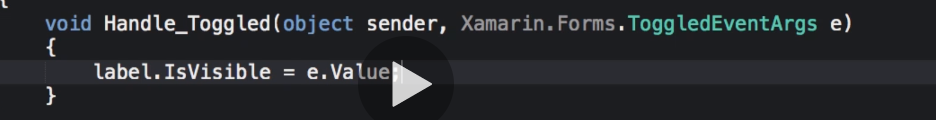 {
void Handle_Toggled(object sender, Xamarin.Forms.ToggledEventArgs e)
{
label.IsVisible = e.Value;
}